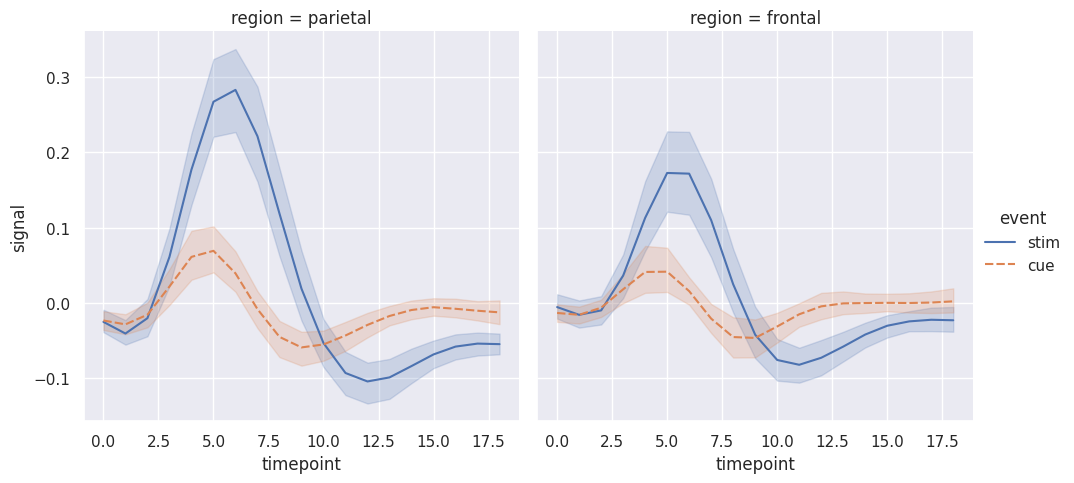 region = parietal
region = frontal
signal
0.3
0.2
0.1
0.0
−0.1
0.0 2.5 5.0 7.5 10.0 12.5 15.0 17.5
timepoint
0.0 2.5 5.0 7.5 10.0 12.5 15.0 17.5
timepoint
event
stim
cue